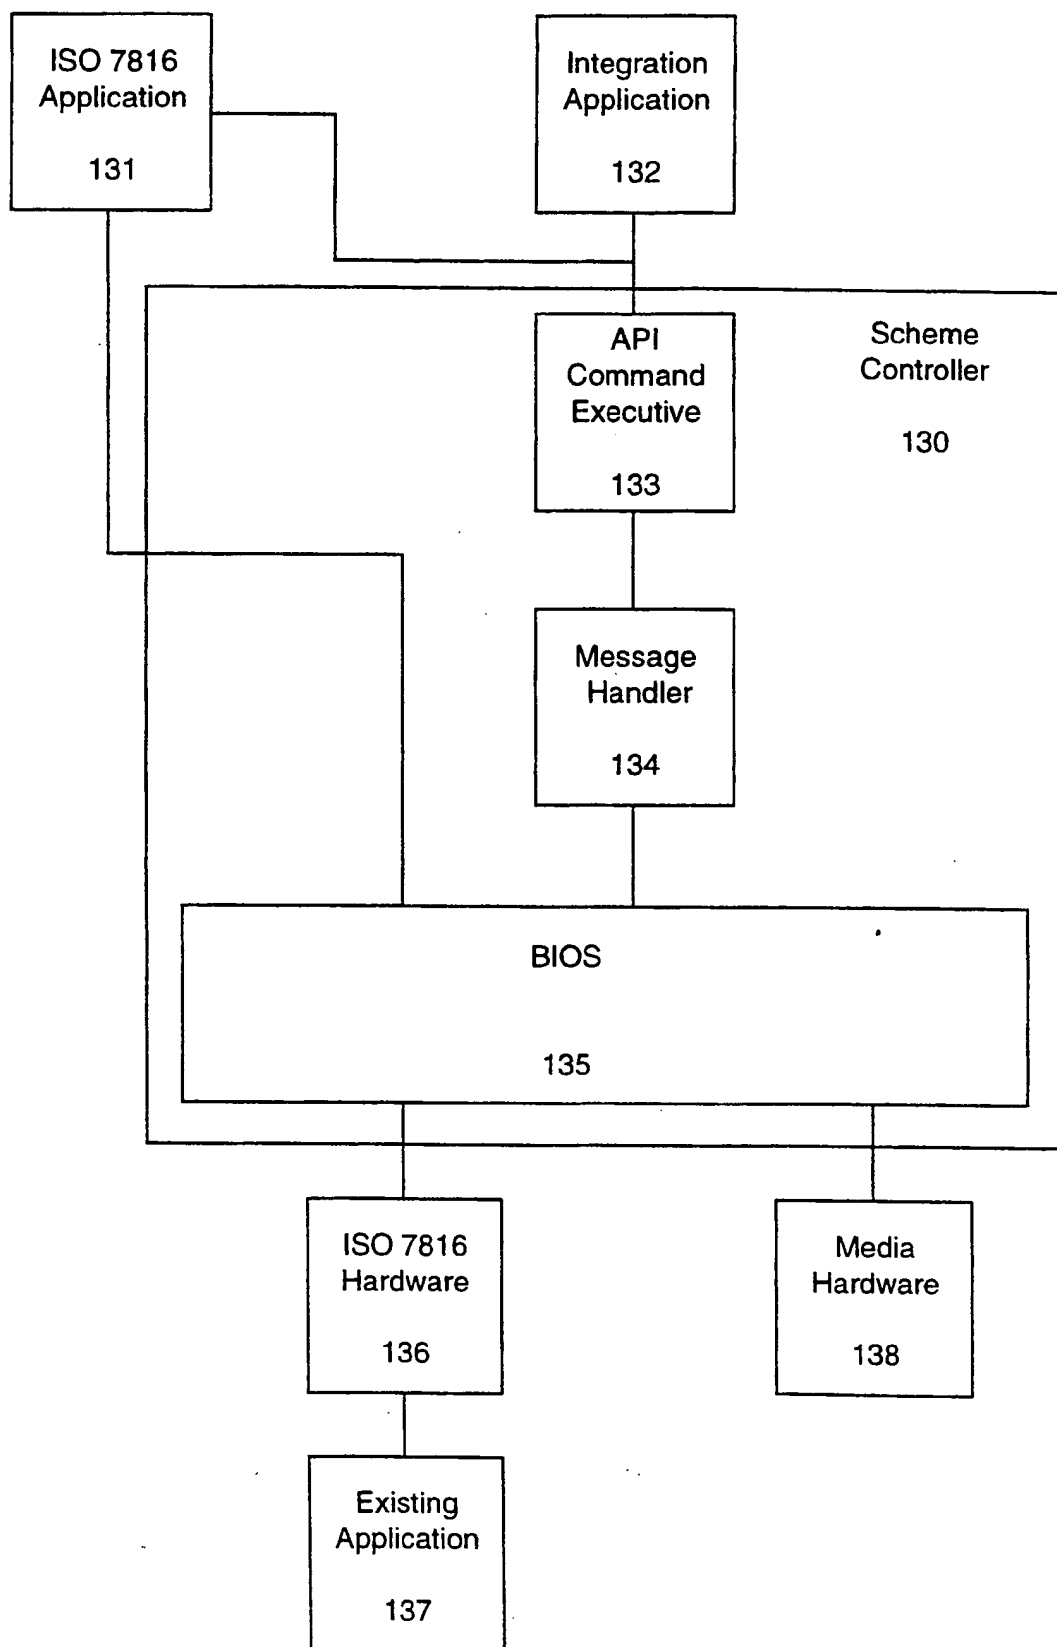 ISO 7816
Application
131
Integration
Application
132
API
Command
Executive
133
Scheme
Controller
130
Message
Handler
134
BIOS
135
ISO 7816
Hardware
136
Media
Hardware
138
Existing
Application
137